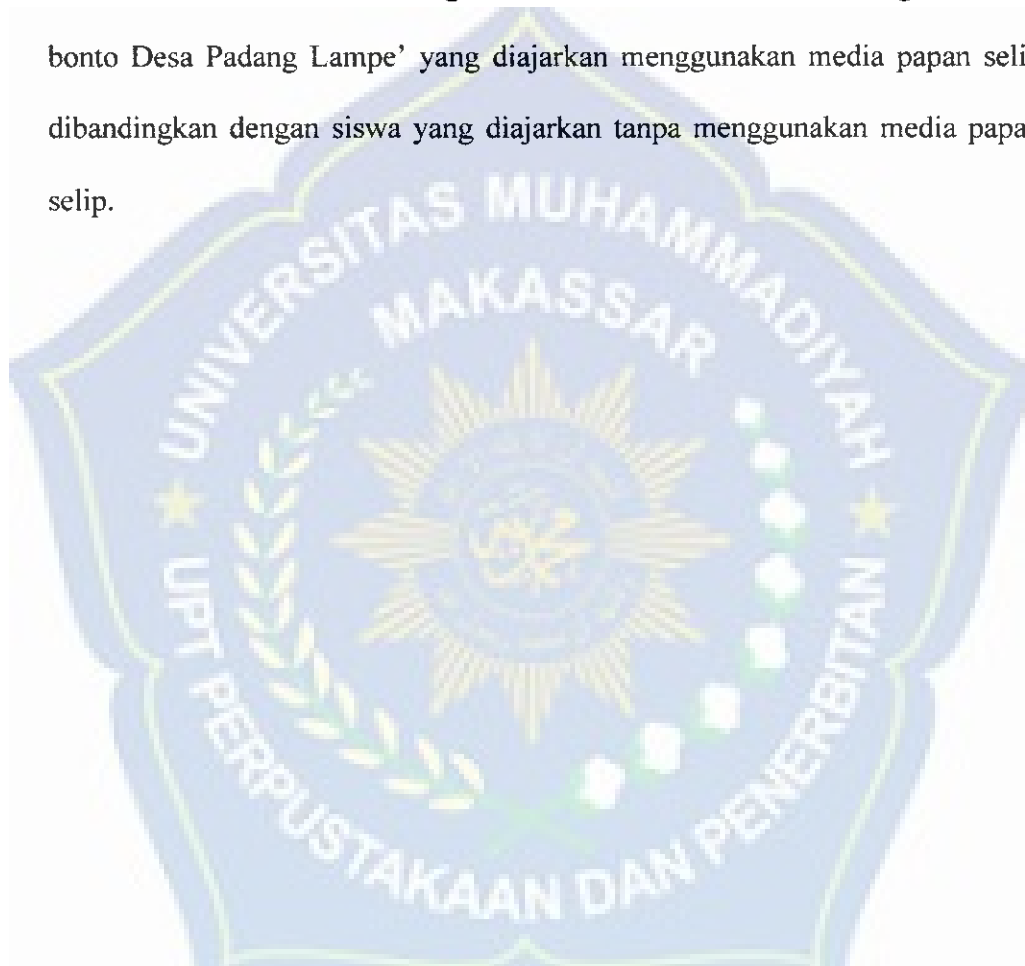 bonto Desa Padang Lampe’ yang diajarkan menggunakan media papan seli
dibandingkan dengan siswa yang diajarkan tanpa menggunakan media papa
selip.
UNIVERSITAS MUHAMMADIYAH
MAKASSAR
UPT PERPUSTAKAAN DAN PENERBITAN